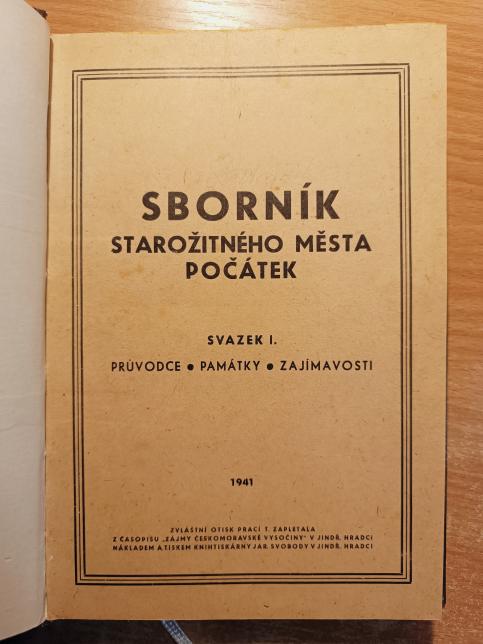 SBORNÍK
STAROŽITNÉHO MĚSTA
POČÁTEK
SVAZEK I.
PRŮVODCE ● PAMÁTKY ● ZAJÍMAVOSTI
1941
ZVLÁŠTNÍ OTISK PRACÍ T. ZAPLETALA
Z ČASOPISU „ZÁJMY ČESKOMORAVSKÉ VYSOČINY" V JINDŘ. HRADCI
NÁKLADEM A TISKEM KNIHTISKÁRNY JAR. SVOBODY V JINDŘ. HRADCI